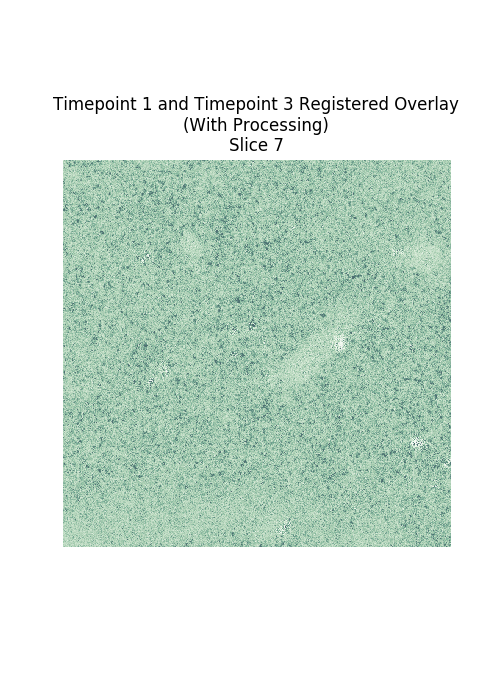 Timepoint 1 and Timepoint 3 Registered Overlay
(With Processing)
Slice 7